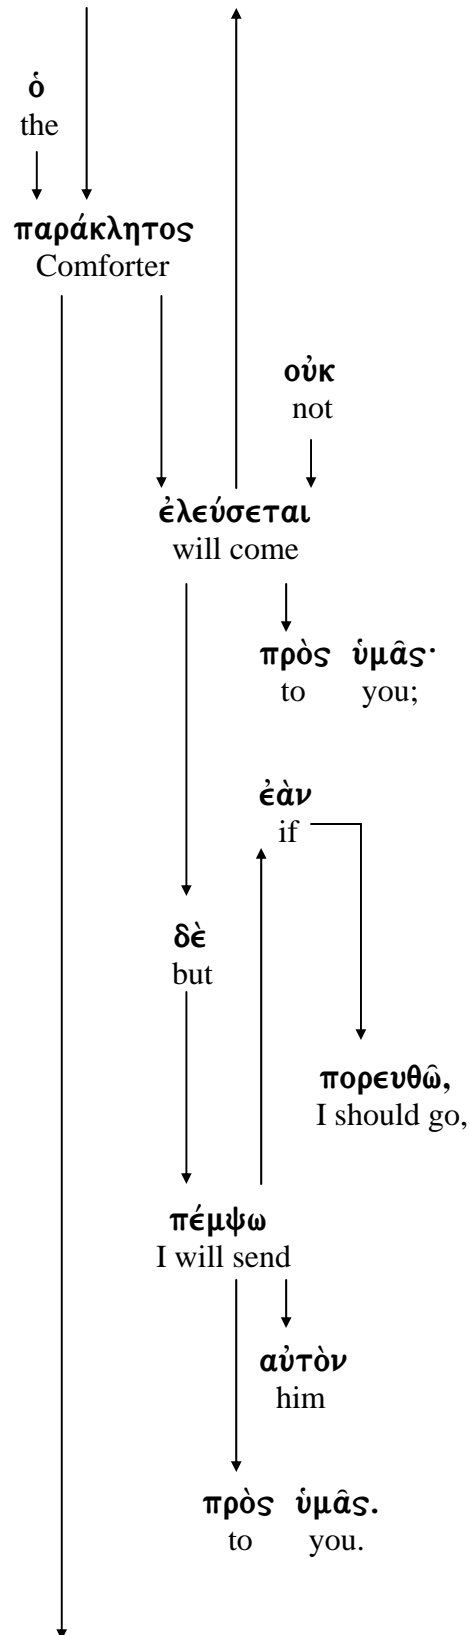 ὁ
the
παράκλητος
Comforter
οὐκ
not
ἐλεύσεται
will come
πρὸς ὑμᾶς·
to you;
ἐὰν
if
δὲ
but
πορευθῶ,
I should go,
πέμψω
I will send
αὐτὸν
him
πρὸς ὑμᾶς.
to you.